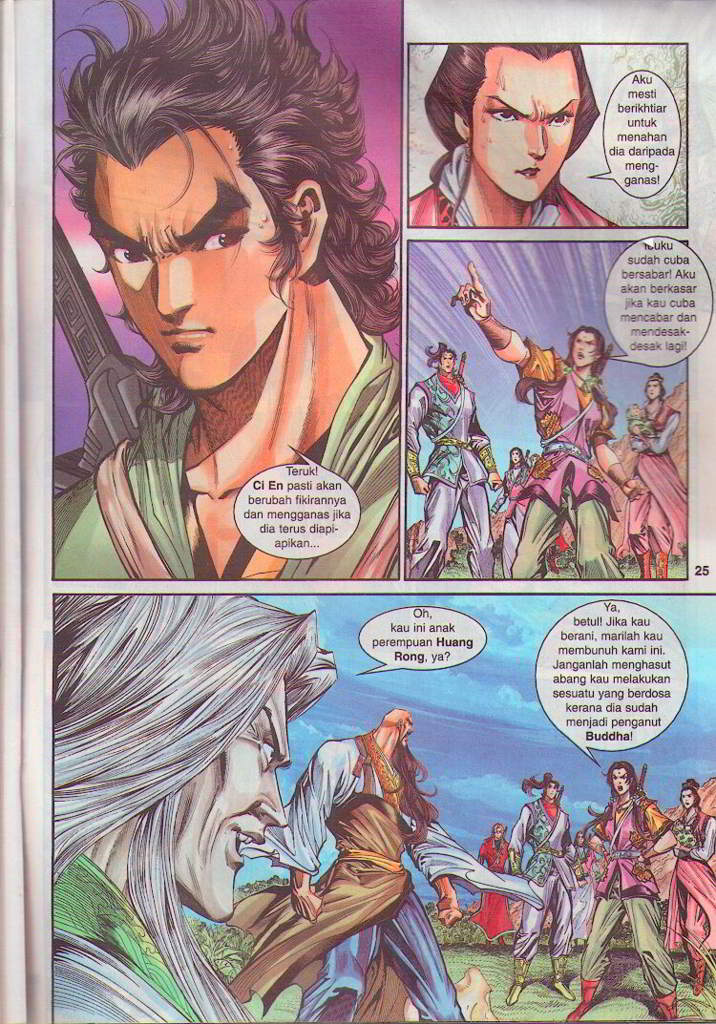 Teruk!
Ci En pasti akan
berubah fikirannya
dan mengganas jika
dia terus diapi-
apikan...
Aku
mesti
berikhtiar
untuk
menahan
dia daripada
meng-
ganas!
sudah cuba
bersabar! Aku
akan berkasar
jika kau cuba
mencabar dan
mendesak-
desak lagi!
25
Oh,
kau ini anak
perempuan Huang
Rong, ya?
Ya,
betul! Jika kau
berani, marilah kau
membunuh kami ini.
Janganlah menghasut
abang kau melakukan
sesuatu yang berdosa
kerana dia sudah
menjadi penganut
Buddha!